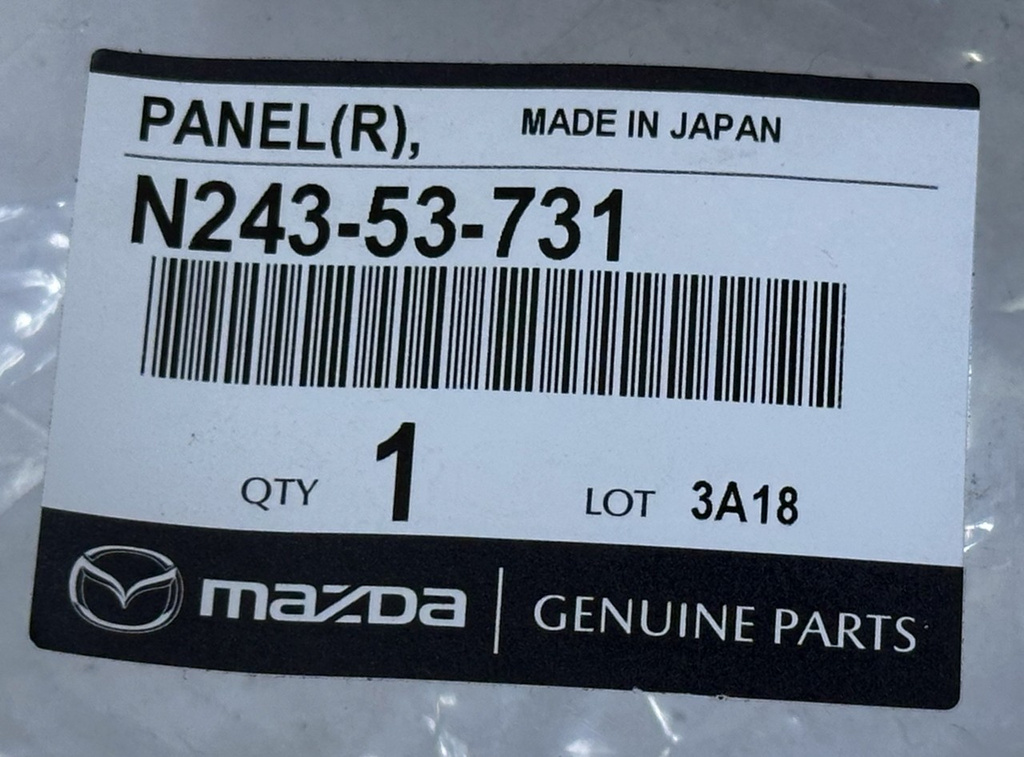 PANEL(R), MADE IN JAPAN
N243-53-731
QTY 1 LOT 3A18
mazda GENUINE PARTS